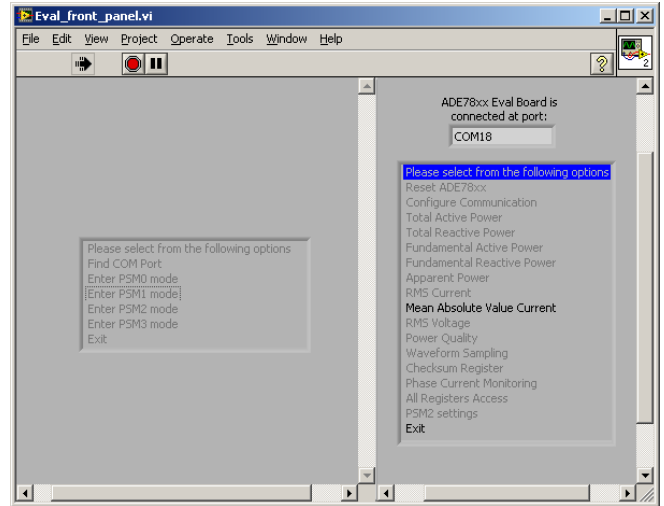 Eval_front_panel.vi
File Edit View Project Operate Tools Window Help
?
2
ADE78xx Eval Board is
connected at port:
COM18
Please select from the following options
Find COM Port
Enter PSM0 mode
Enter PSM1 mode
Enter PSM2 mode
Enter PSM3 mode
Exit
Please select from the following options
Reset ADE78xx
Configure Communication
Total Active Power
Total Reactive Power
Fundamental Active Power
Fundamental Reactive Power
Apparent Power
RMS Current
Mean Absolute Value Current
RMS Voltage
Power Quality
Waveform Sampling
Checksum Register
Phase Current Monitoring
All Registers Access
PSM2 settings
Exit